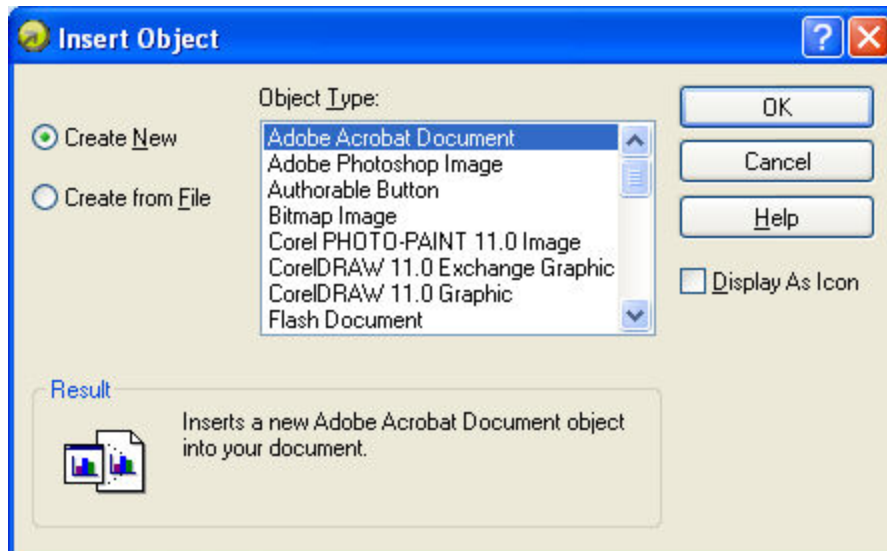 Insert Object
Object Type:
Create New
Create from File
Adobe Acrobat Document
Adobe Photoshop Image
Authorable Button
Bitmap Image
Corel PHOTO-PAINT 11.0 Image
CorelDRAW 11.0 Exchange Graphic
CorelDRAW 11.0 Graphic
Flash Document
OK
Cancel
Help
Display As Icon
Result
Inserts a new Adobe Acrobat Document object
into your document.